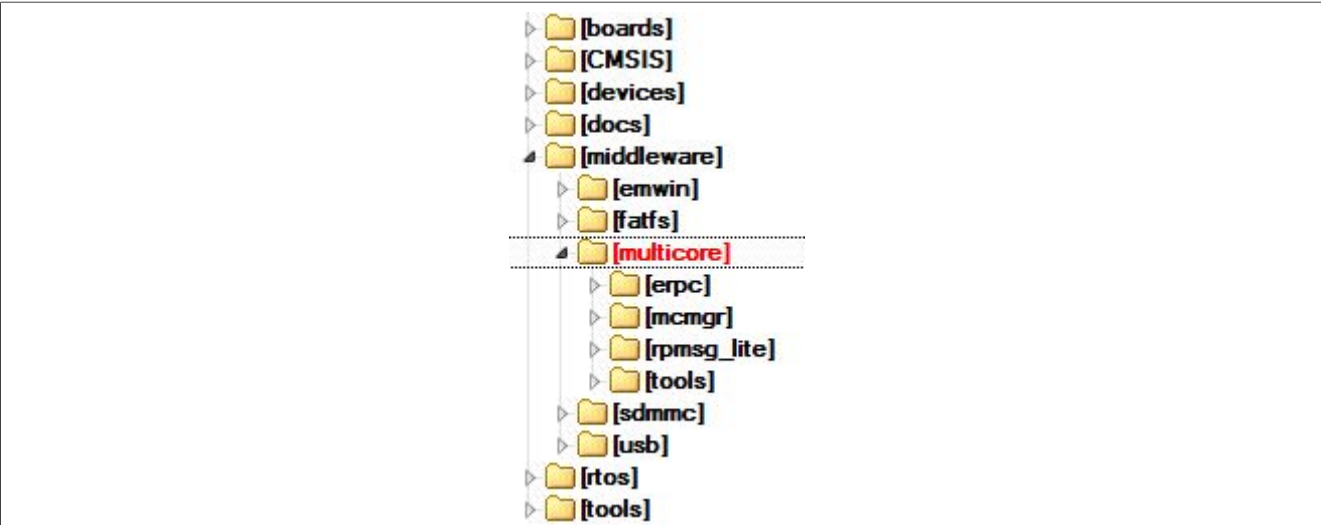 [boards]
[CMSIS]
[devices]
[docs]
[middleware]
[emwin]
[fatfs]
[multicore]
[erpc]
[mcmgr]
[rpmsg_lite]
[tools]
[sdmmc]
[usb]
[rtos]
[tools]